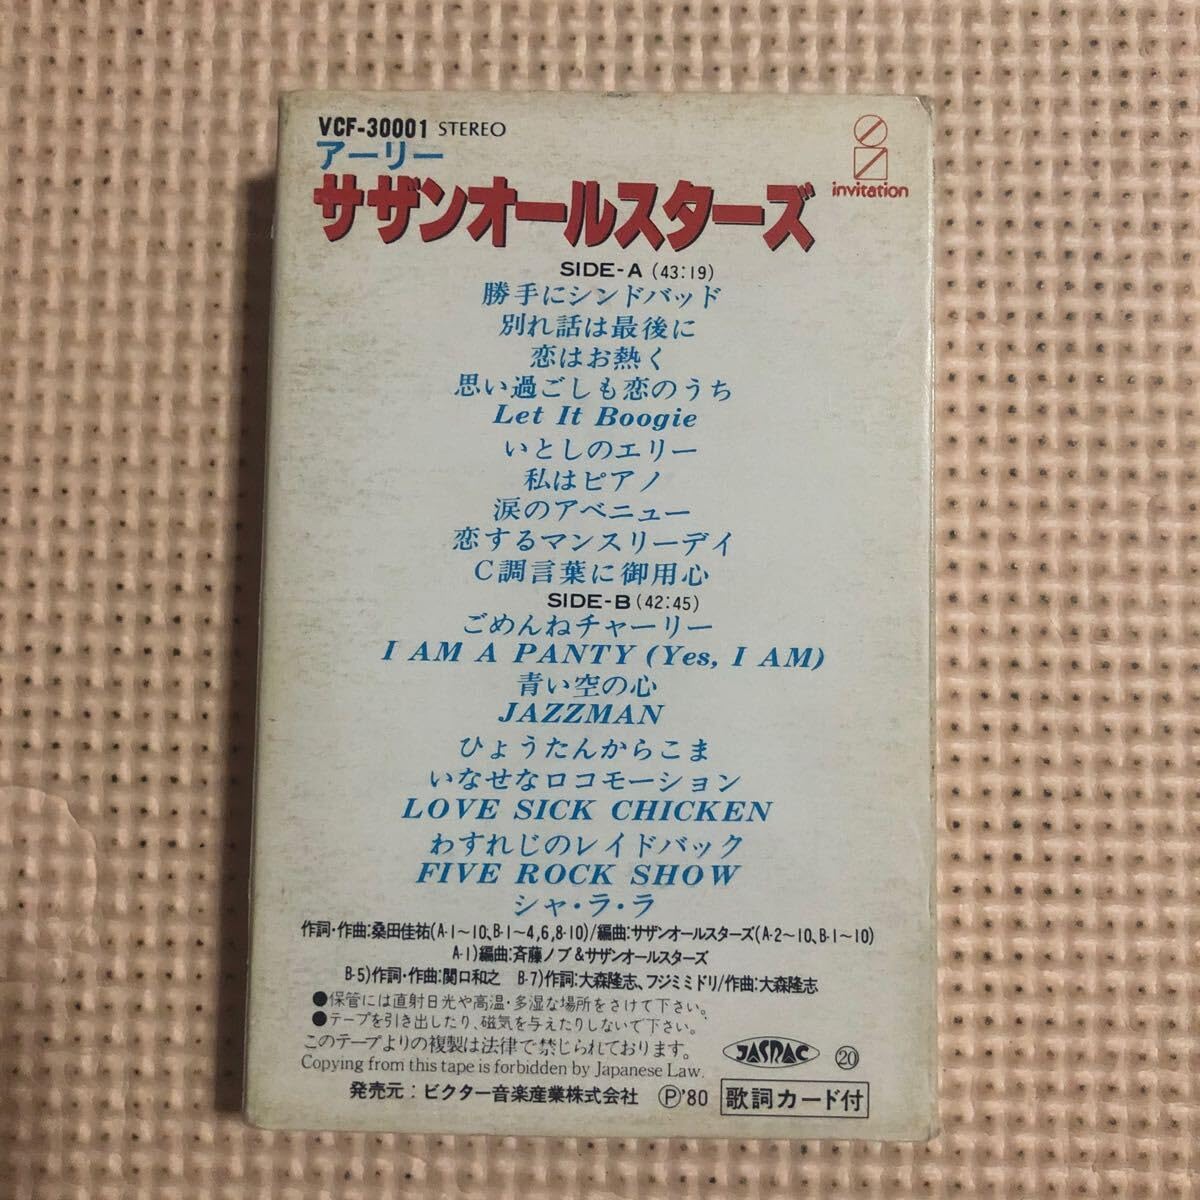 VCF-30001 STEREO
アーリー
サザンオールスターズ
invitation
SIDE-A (43:19)
勝手にシンドバッド
別れ話は最後に
恋はお熱く
思い過ごしも恋のうち
Let It Boogie
いとしのエリー
私はピアノ
涙のアベニュー
恋するマンスリーデイ
C調言葉に御用心
SIDE-B (42:45)
ごめんねチャーリー
I AM A PANTY (Yes, I AM)
青い空の心
JAZZMAN
ひょうたんからこま
いなせなロコモーション
LOVE SICK CHICKEN
わすれじのレイドバック
FIVE ROCK SHOW
シャ・ラ・ラ
作詞・作曲:桑田佳祐(A-1〜10、B-1〜4,6,8-10)/編曲:サザンオールスターズ(A-2〜10、B-1〜10)
A-1)編曲:斉藤ノブ&サザンオールスターズ
B-5)作詞・作曲:関口和之 B-7)作詞:大森隆志、フジミミドリ/作曲:大森隆志
●保管には直射日光や高温・多湿な場所をさけて下さい。
●テープを引き出したり、磁気を与えたりしないで下さい。
このテープよりの複製は法律で禁じられております。
Copying from this tape is forbidden by Japanese Law.
JASRAC ⑳
発売元:ビクター音楽産業株式会社 Ⓟ'80 歌詞カード付